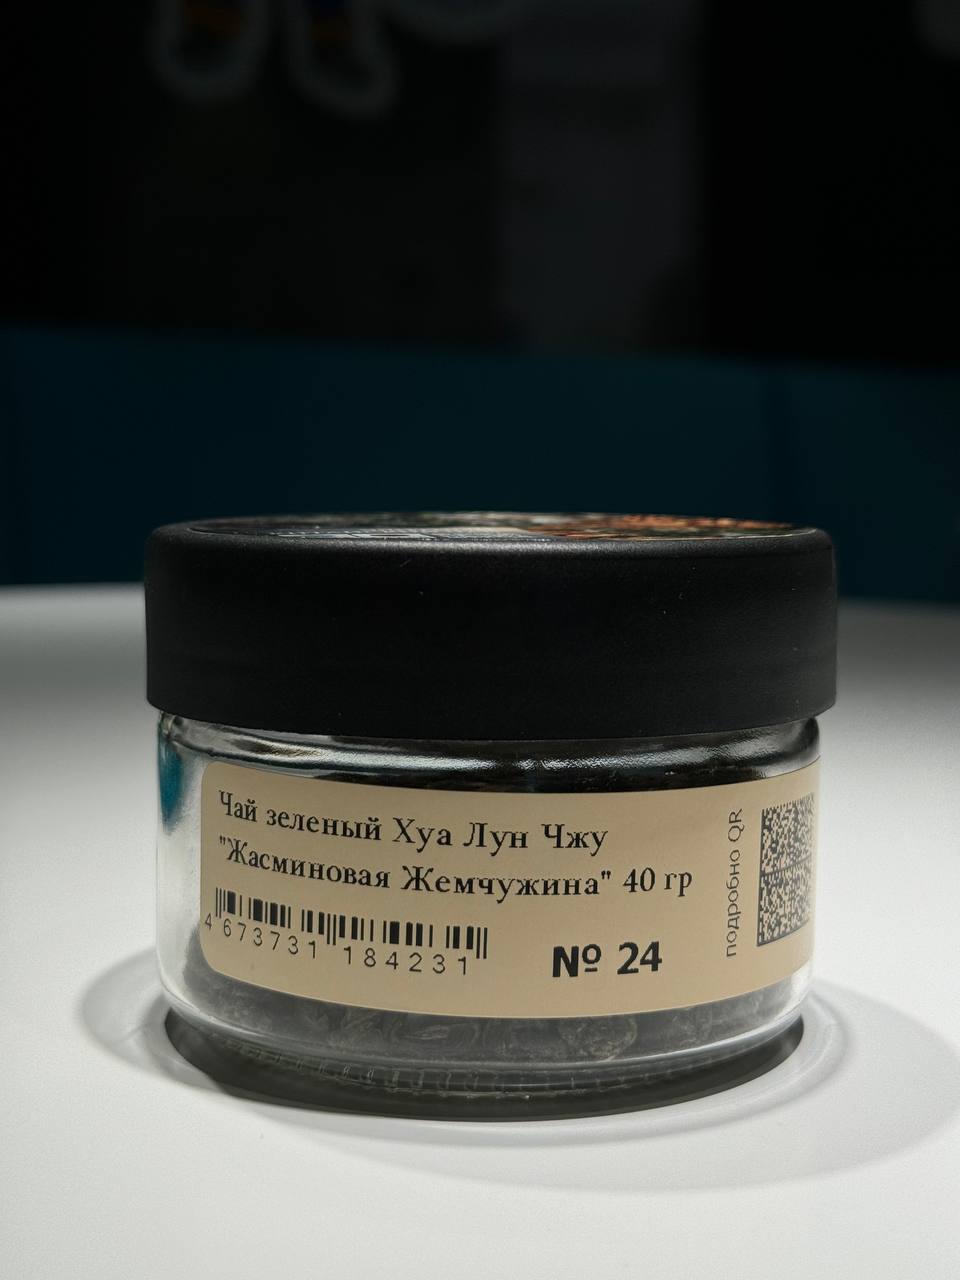 Чай зеленый Хуа Лун Чжу
"Жасминовая Жемчужина" 40 гр
4 673731 184231
№ 24
подробно QR